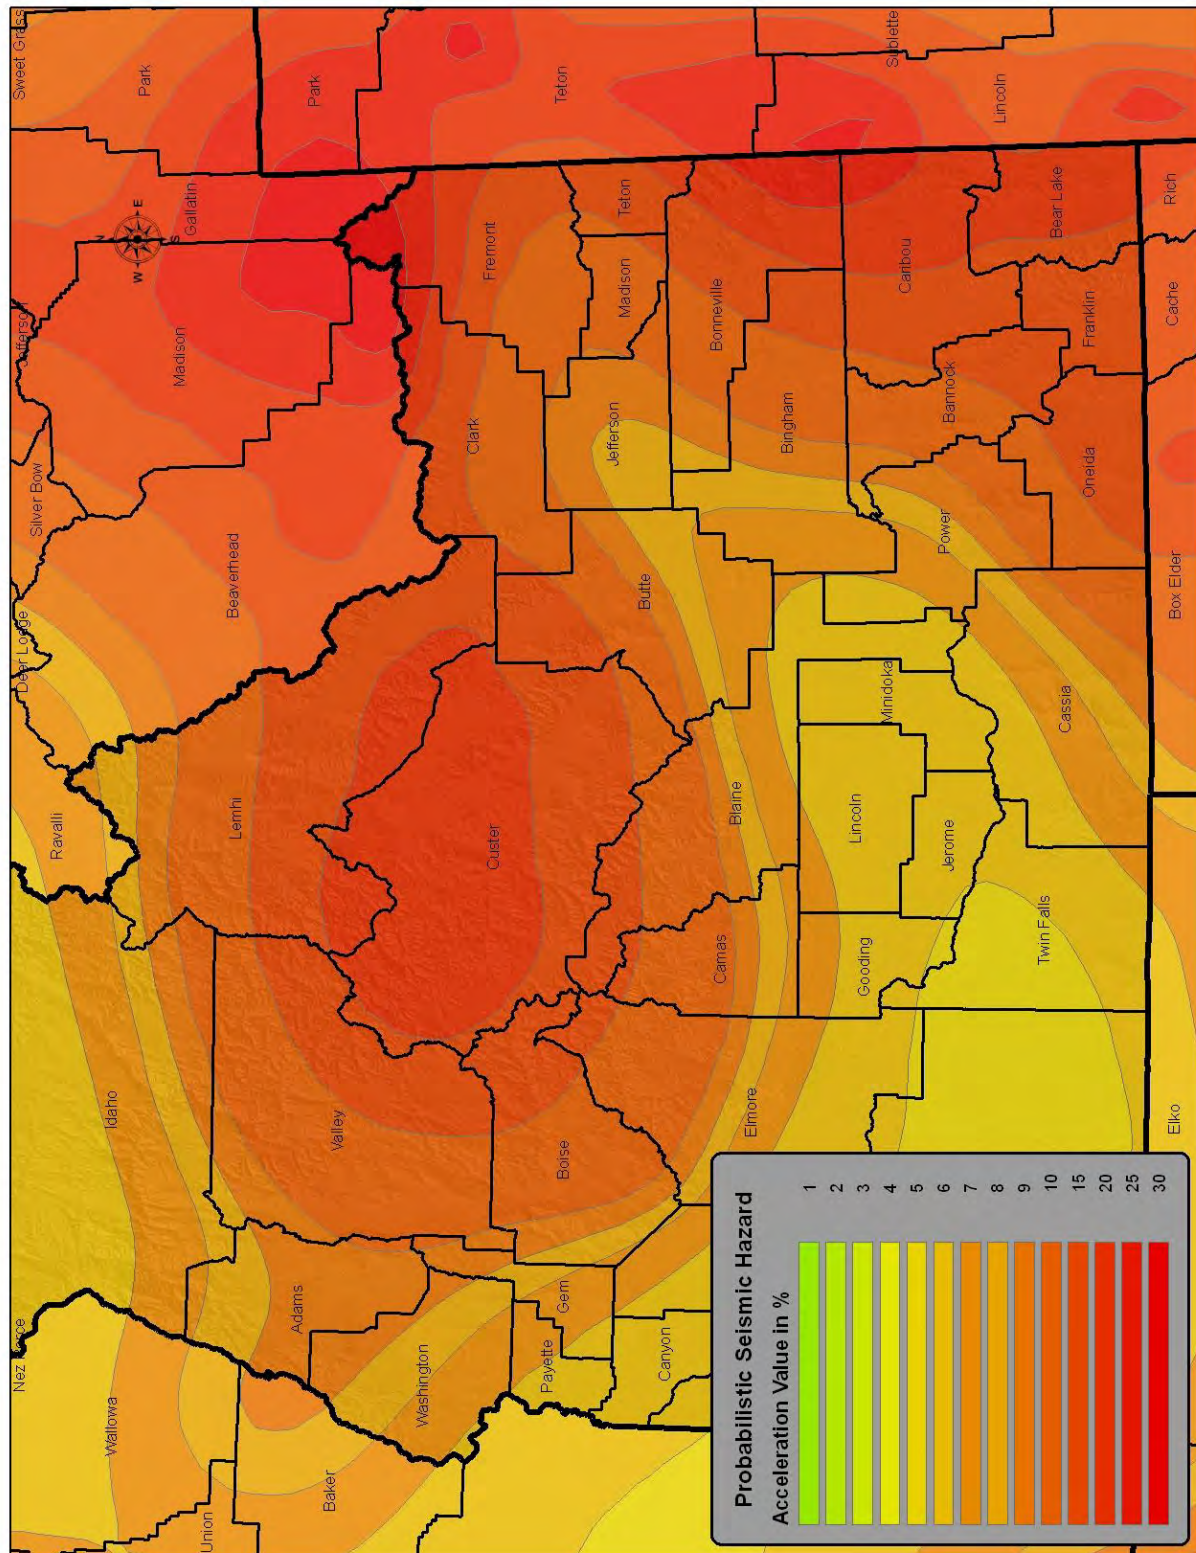 Nez Perce
Deer Lodge
Jefferson
Sweet Grass
Silver Bow
Ravalli
Wallowa
Idaho
Park
N
W
E
S
Madison
Gallatin
Union
Beaverhead
Lemhi
Adams
Park
Baker
Valley
Washington
Clark
Fremont
Custer
Payette
Gem
Boise
Teton
Jefferson
Madison
Teton
Butte
Canyon
Bonneville
Camas
Blaine
Elmore
Bingham
Lincoln
Gooding
Minidoka
Sublette
Caribou
Power
Jerome
Bannock
Lincoln
Twin Falls
Bear Lake
Cassia
Oneida
Franklin
Elko
Box Elder
Cache
Rich
Probabilistic Seismic Hazard
Acceleration Value in %
1
2
3
4
5
6
7
8
9
10
15
20
25
30